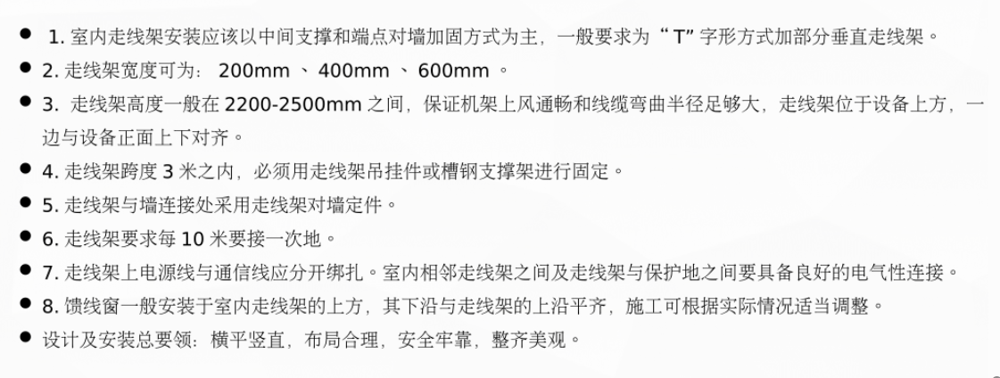 ● 1. 室内走线架安装应该以中间支撑和端点对墙加固方式为主，一般要求为“T”字形方式加部分垂直走线架。
● 2. 走线架宽度可为： 200mm 、 400mm 、 600mm 。
● 3. 走线架高度一般在 2200-2500mm 之间，保证机架上风通畅和线缆弯曲半径足够大，走线架位于设备上方，一
边与设备正面上下对齐。
● 4. 走线架跨度 3 米之内，必须用走线架吊挂件或槽钢支撑架进行固定。
● 5. 走线架与墙连接处采用走线架对墙定件。
● 6. 走线架要求每 10 米要接一次地。
● 7. 走线架上电源线与通信线应分开绑扎。室内相邻走线架之间及走线架与保护地之间要具备良好的电气性连接。
● 8. 馈线窗一般安装于室内走线架的上方，其下沿与走线架的上沿平齐，施工可根据实际情况适当调整。
● 设计及安装总要领：横平竖直，布局合理，安全牢靠，整齐美观。